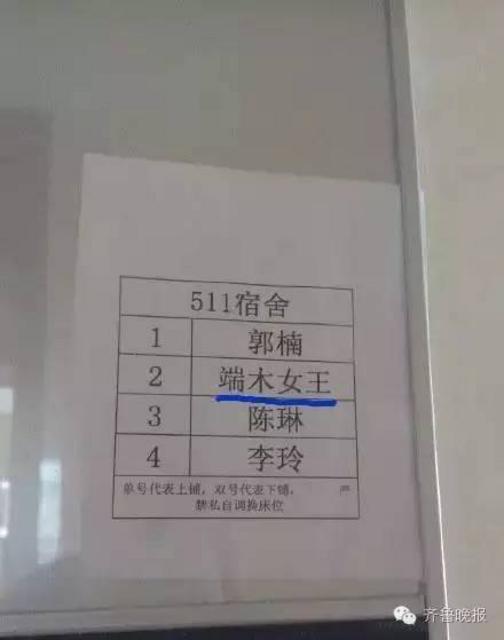 511宿舍
1 郭楠
2 端木女王
3 陈琳
4 李玲
单号代表上铺，双号代表下铺， 严
禁私自调换床位
齐鲁晚报